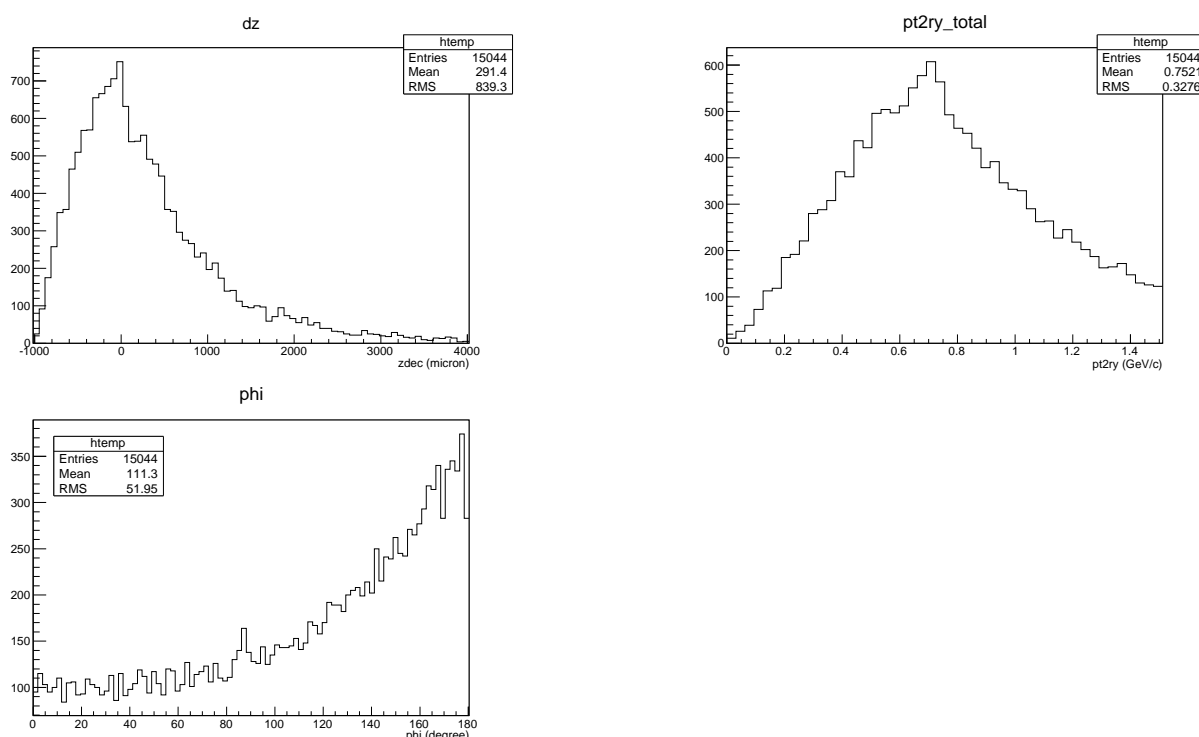 dz
htemp
Entries 15044
Mean 291.4
RMS 839.3
700
600
500
400
300
200
100
0
-1000 0 1000 2000 3000 4000
zdec (micron)
pt2ry_total
htemp
Entries 15044
Mean 0.7521
RMS 0.3276
600
500
400
300
200
100
0
0 0.2 0.4 0.6 0.8 1 1.2 1.4
pt2ry (GeV/c)
phi
htemp
Entries 15044
Mean 111.3
RMS 51.95
350
300
250
200
150
100
0 20 40 60 80 100 120 140 160 180
phi (degree)